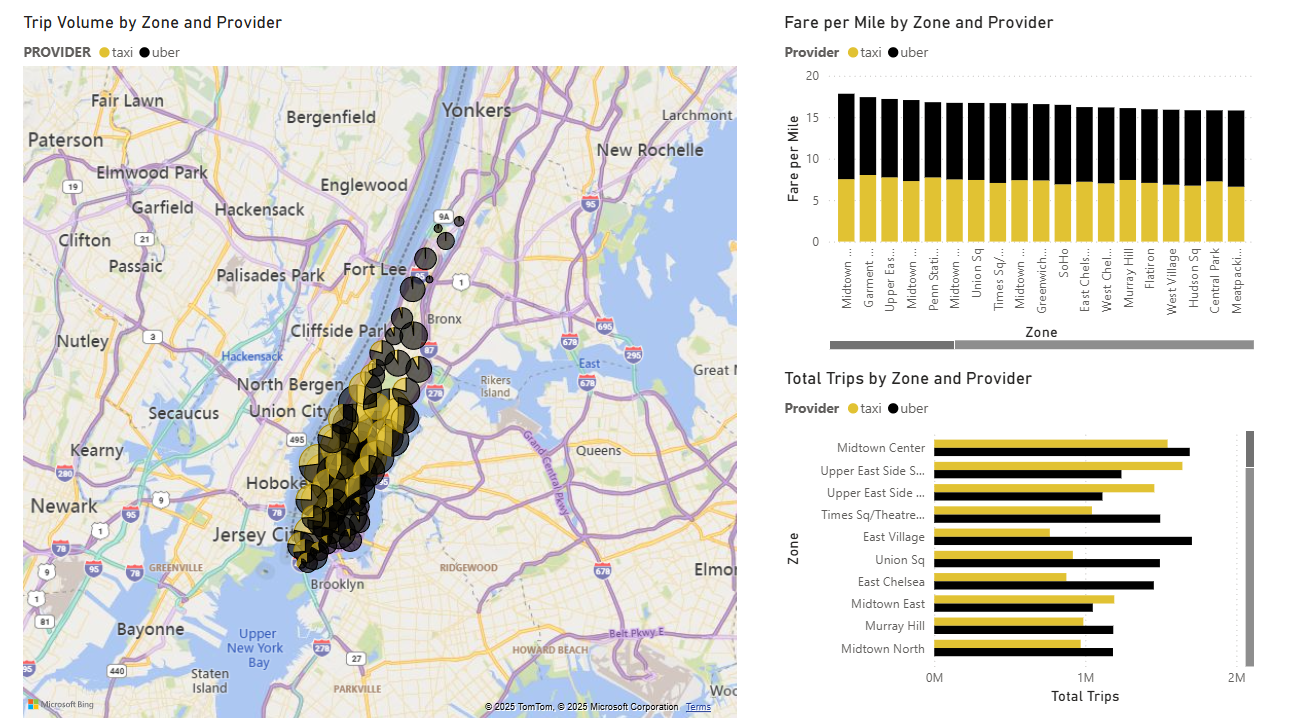 Trip Volume by Zone and Provider
PROVIDER taxi uber
Fair Lawn
Yonkers
Bergenfield
Larchmont
Paterson
New Rochelle
Elmwood Park
19
Englewood
95
Garfield
Hackensack
9A
Clifton
21
Passaic
Palisades Park
Fort Lee
1
Bronx
Cliffside Park
695
Nutley
3
678
87
295
Hackensack
East
North Bergen
Rikers
Island
678
278
Great N
Secaucus
Union City
495
Kearny
Queens
Grand Central Pkwy
280
Hoboke
Newark
9
95
78
1
Jersey Ci
78
95
GREENVILLE
78
9
RIDGEWOOD
678
Elmo
Brooklyn
1
81
Bayonne
Upper
New York
Bay
278
Belt Pkwy E
27
HOWARD BEACH
440
Staten
Island
PARKVILLE
95
Woo
Microsoft Bing
© 2025 TomTom, © 2025 Microsoft Corporation Terms
Fare per Mile by Zone and Provider
Provider taxi uber
Fare per Mile
20
15
10
5
0
Midtown ...
Garment ...
Upper Eas...
Midtown ...
Penn Stati...
Midtown ...
Union Sq
Times Sq/...
Midtown ...
Greenwich...
SoHo
East Chels...
West Chel...
Murray Hill
Flatiron
West Village
Hudson Sq
Central Park
Meatpacki...
Zone
Total Trips by Zone and Provider
Provider taxi uber
Zone
Midtown Center
Upper East Side S...
Upper East Side ...
Times Sq/Theatre...
East Village
Union Sq
East Chelsea
Midtown East
Murray Hill
Midtown North
0M 1M 2M
Total Trips